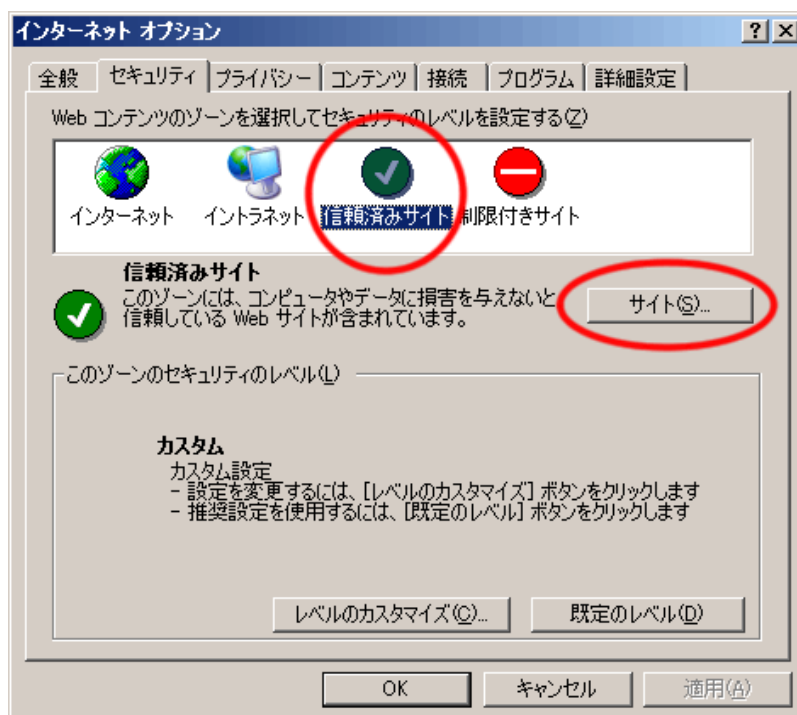 インターネット オプション
全般 セキュリティ プライバシー コンテンツ 接続 プログラム 詳細設定
Web コンテンツのゾーンを選択してセキュリティのレベルを設定する(Z)
インターネット イントラネット 信頼済みサイト 制限付きサイト
信頼済みサイト
このゾーンには、コンピュータやデータに損害を与えないと
信頼している Web サイトが含まれています。
サイト(S)...
このゾーンのセキュリティのレベル(L)
カスタム
カスタム設定
- 設定を変更するには、[レベルのカスタマイズ] ボタンをクリックします
- 推奨設定を使用するには、[既定のレベル] ボタンをクリックします
レベルのカスタマイズ(C)... 既定のレベル(D)
OK キャンセル 適用(A)